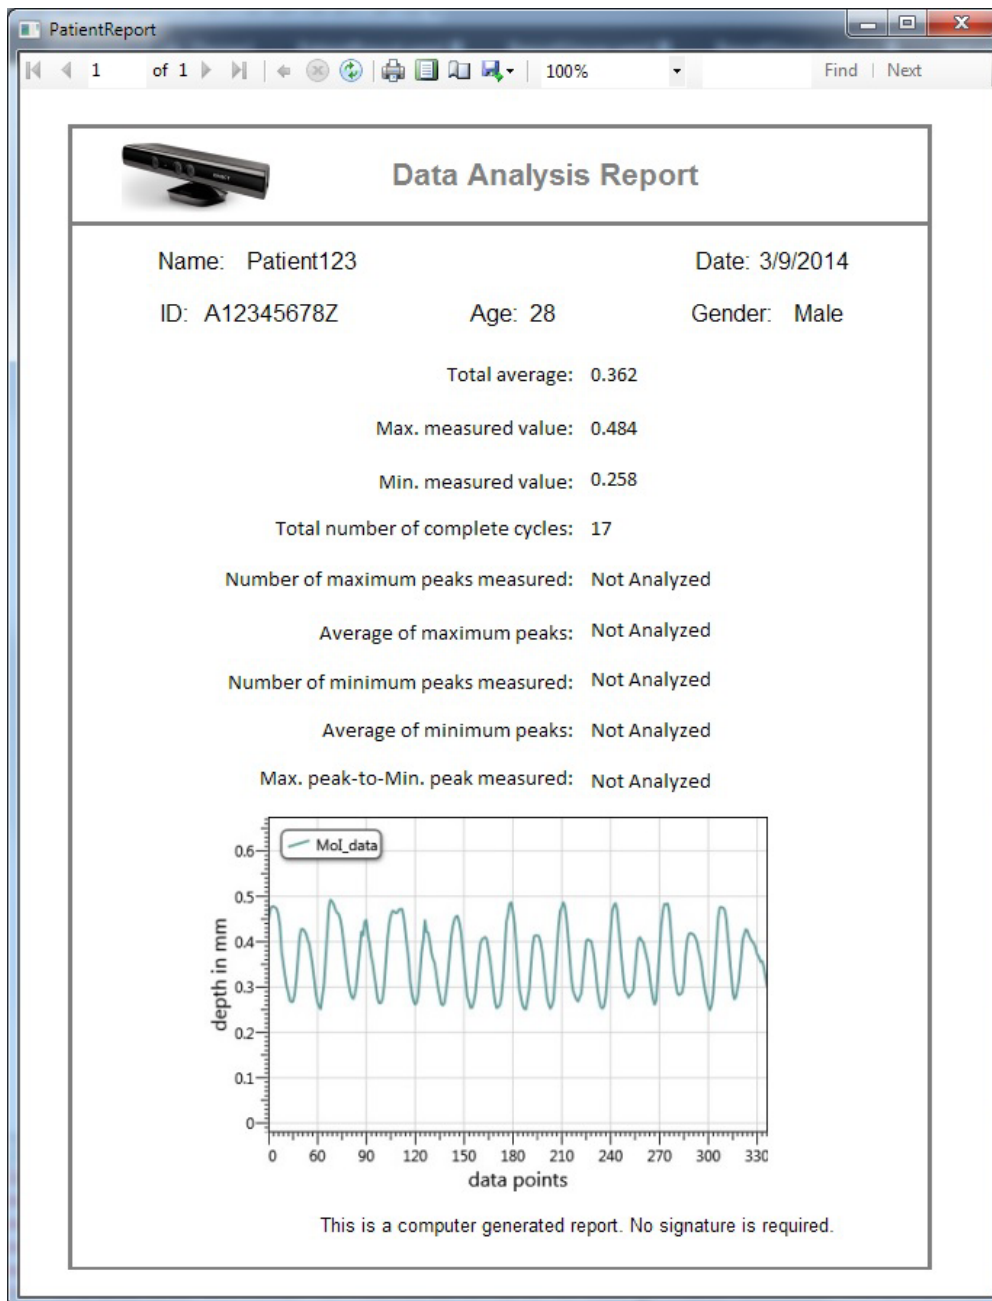 PatientReport
1 of 1 100% Find | Next
Data Analysis Report
Name: Patient123 Date: 3/9/2014
ID: A12345678Z Age: 28 Gender: Male
Total average: 0.362
Max. measured value: 0.484
Min. measured value: 0.258
Total number of complete cycles: 17
Number of maximum peaks measured: Not Analyzed
Average of maximum peaks: Not Analyzed
Number of minimum peaks measured: Not Analyzed
Average of minimum peaks: Not Analyzed
Max. peak-to-Min. peak measured: Not Analyzed
MoI_data
0.6
0.5
0.4
0.3
0.2
0.1
0
depth in mm
0 60 90 120 150 180 210 240 270 300 330
data points
This is a computer generated report. No signature is required.